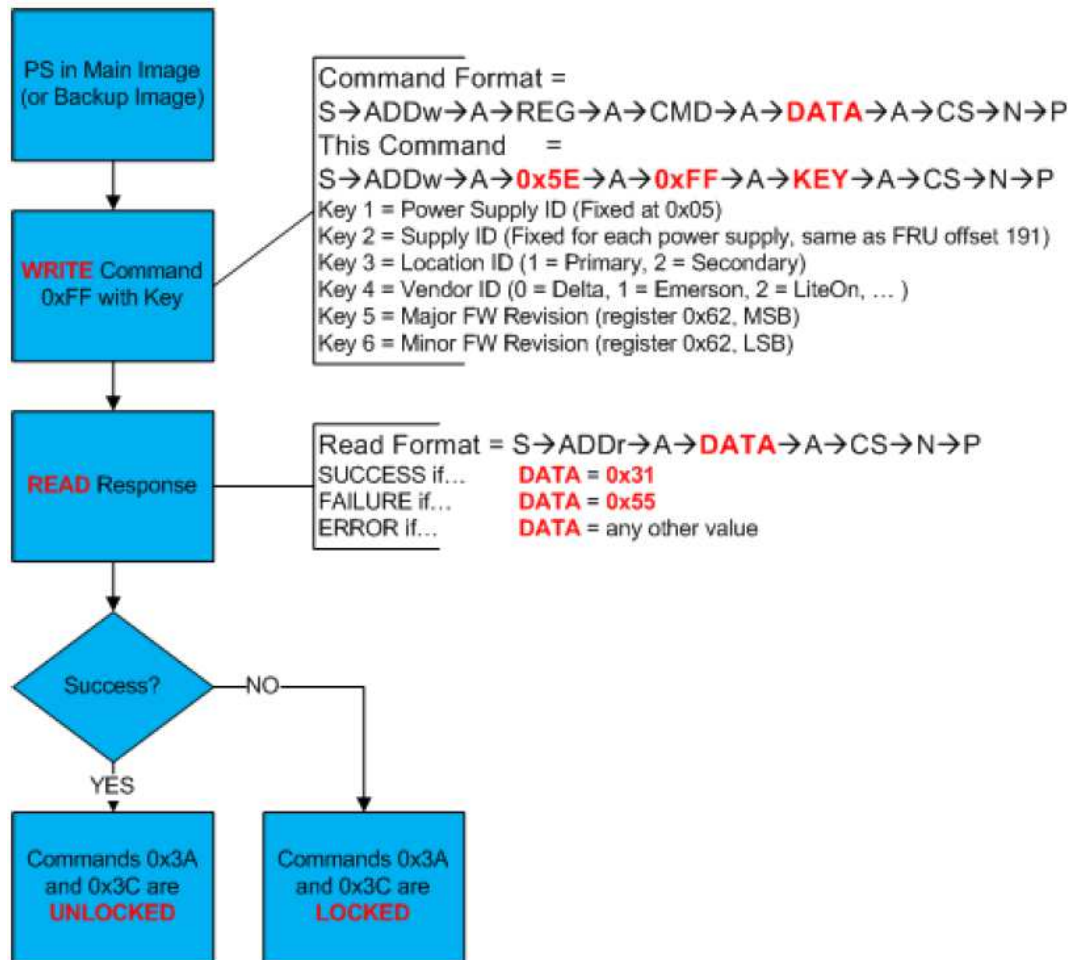 PS in Main Image
(or Backup Image)
Command Format =
S→ADDw→A→REG→A→CMD→A→DATA→A→CS→N→P
This Command =
S→ADDw→A→0x5E→A→0xFF→A→KEY→A→CS→N→P
Key 1 = Power Supply ID (Fixed at 0x05)
Key 2 = Supply ID (Fixed for each power supply, same as FRU offset 191)
Key 3 = Location ID (1 = Primary, 2 = Secondary)
Key 4 = Vendor ID (0 = Delta, 1 = Emerson, 2 = LiteOn, … )
Key 5 = Major FW Revision (register 0x62, MSB)
Key 6 = Minor FW Revision (register 0x62, LSB)
WRITE Command
0xFF with Key
READ Response
Read Format = S→ADDr→A→DATA→A→CS→N→P
SUCCESS if… DATA = 0x31
FAILURE if… DATA = 0x55
ERROR if… DATA = any other value
Success?
NO
YES
Commands 0x3A
and 0x3C are
UNLOCKED
Commands 0x3A
and 0x3C are
LOCKED